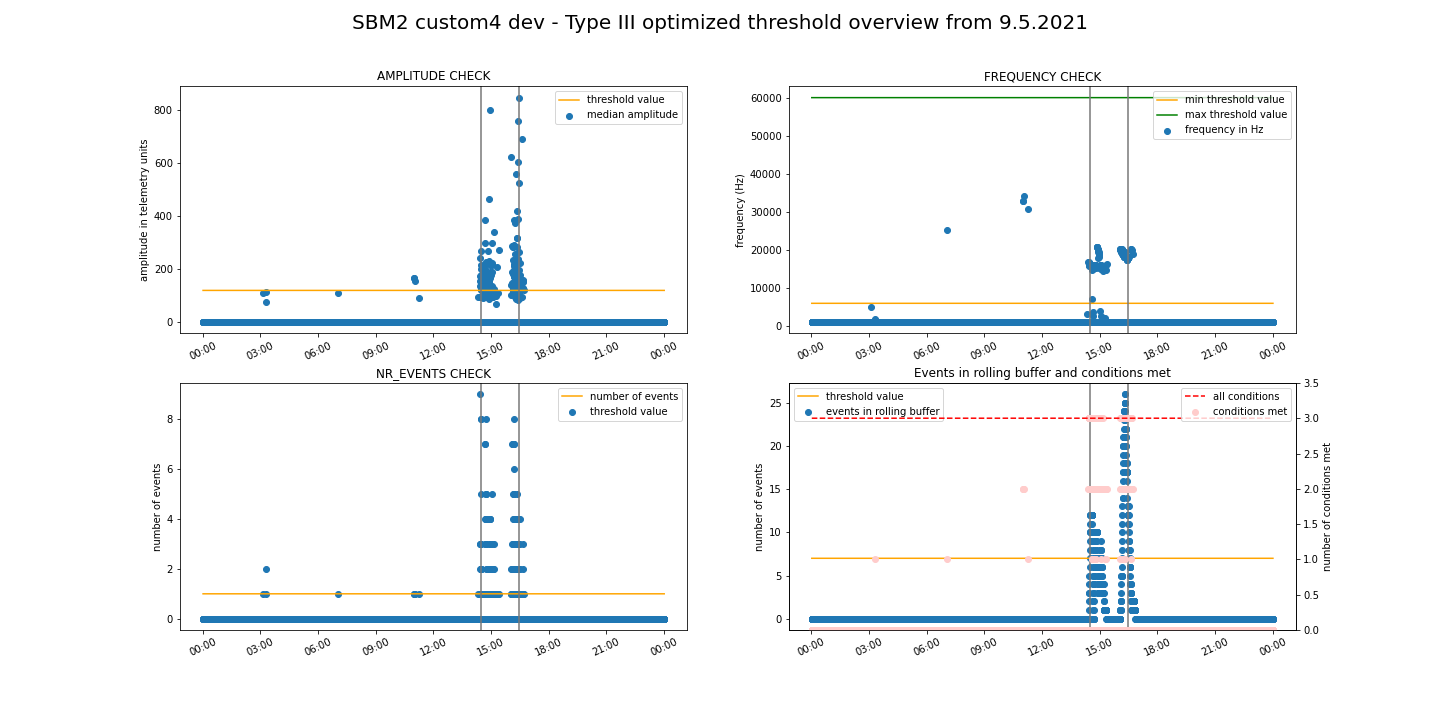 SBM2 custom4 dev - Type III optimized threshold overview from 9.5.2021
AMPLITUDE CHECK
amplitude in telemetry units
800
600
400
200
0
threshold value
median amplitude
00:00 03:00 06:00 09:00 12:00 15:00 18:00 21:00 00:00
FREQUENCY CHECK
frequency (Hz)
60000
50000
40000
30000
20000
10000
0
min threshold value
max threshold value
frequency in Hz
00:00 03:00 06:00 09:00 12:00 15:00 18:00 21:00 00:00
NR_EVENTS CHECK
number of events
8
6
4
2
0
number of events
threshold value
00:00 03:00 06:00 09:00 12:00 15:00 18:00 21:00 00:00
Events in rolling buffer and conditions met
number of events
25
20
15
10
5
0
threshold value
events in rolling buffer
all conditions
conditions met
3.5
3.0
2.5
2.0
1.5
1.0
0.5
0.0
number of conditions met
00:00 03:00 06:00 09:00 12:00 15:00 18:00 21:00 00:00